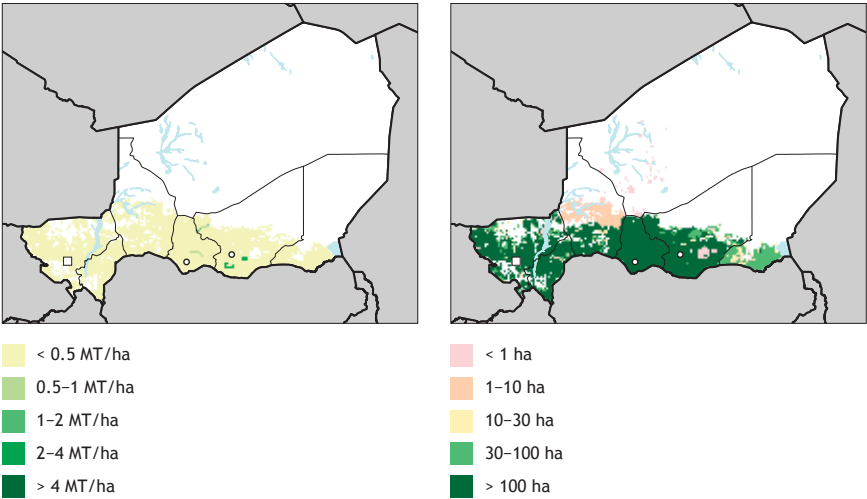 < 0.5 MT/ha
0.5–1 MT/ha
1–2 MT/ha
2–4 MT/ha
> 4 MT/ha
< 1 ha
1–10 ha
10–30 ha
30–100 ha
> 100 ha